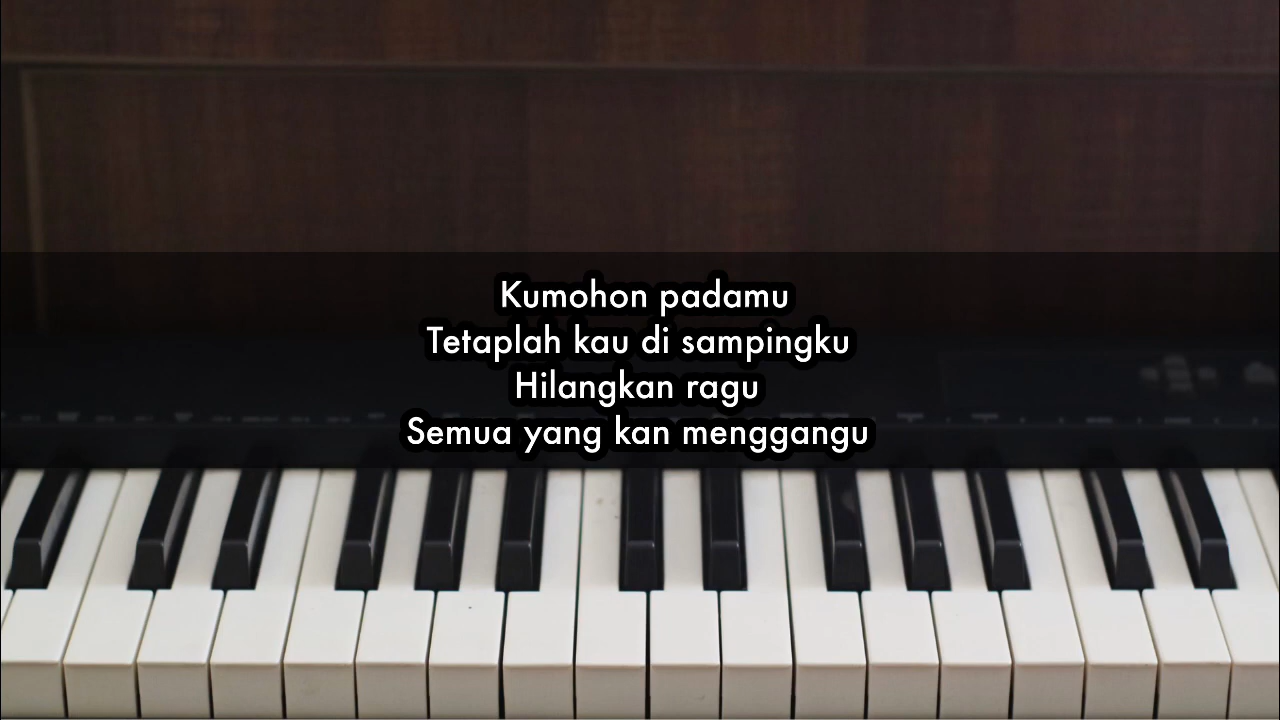 Kumohon padamu
Tetaplah kau di sampingku
Hilangkan ragu
Semua yang kan menggangu